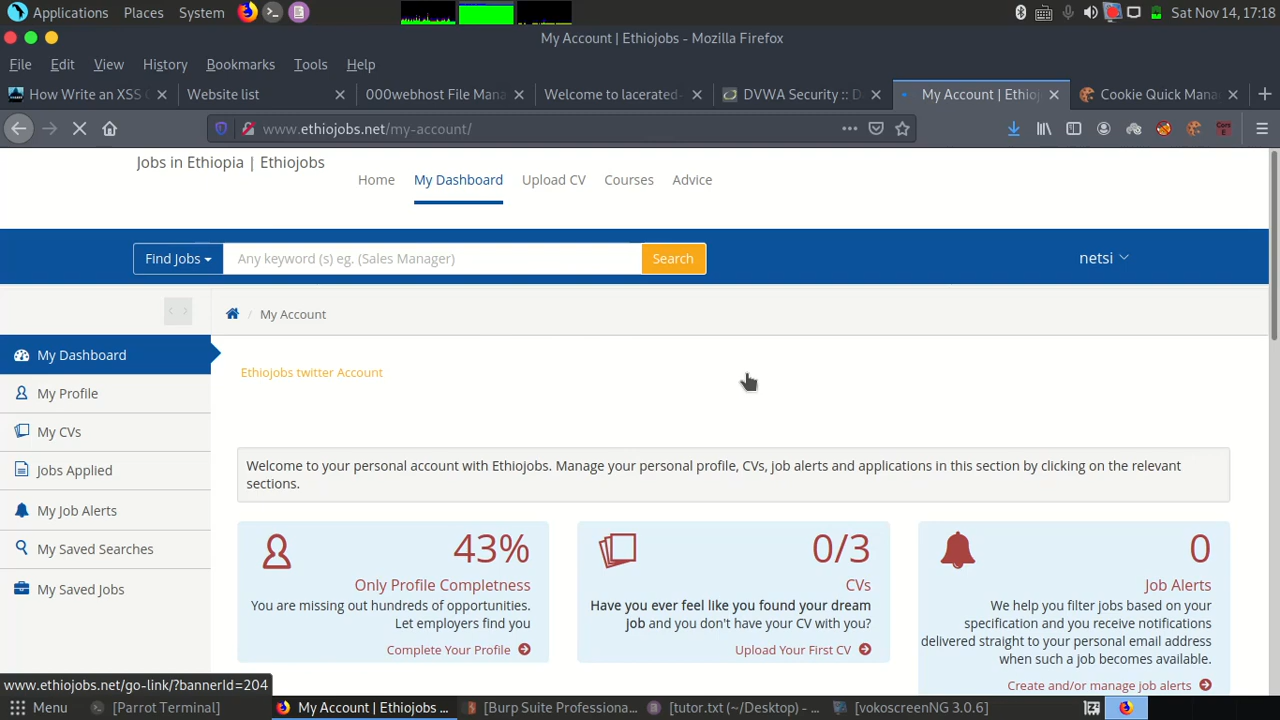 Applications Places System Sat Nov 14, 17:18
My Account | Ethiojobs - Mozilla Firefox
File Edit View History Bookmarks Tools Help
How Write an XSS Website list 000webhost File Mana Welcome to lacerated- DVWA Security :: D My Account | Ethioj Cookie Quick Mana
www.ethiojobs.net/my-account/
Jobs in Ethiopia | Ethiojobs
Home My Dashboard Upload CV Courses Advice
Find Jobs Any keyword (s) eg. (Sales Manager) Search netsi
/ My Account
My Dashboard
My Profile
My CVs
Jobs Applied
My Job Alerts
My Saved Searches
My Saved Jobs
Ethiojobs twitter Account
Welcome to your personal account with Ethiojobs. Manage your personal profile, CVs, job alerts and applications in this section by clicking on the relevant
sections.
43%
Only Profile Completness
You are missing out hundreds of opportunities.
Let employers find you
Complete Your Profile
0/3
CVs
Have you ever feel like you found your dream
job and you don't have your CV with you?
Upload Your First CV
0
Job Alerts
We help you filter jobs based on your
specification and you receive notifications
delivered straight to your personal email address
when such a job becomes available.
Create and/or manage job alerts
www.ethiojobs.net/go-link/?bannerId=204
Menu [Parrot Terminal] My Account | Ethiojobs ... [Burp Suite Professiona... [tutor.txt (~/Desktop) - ... [vokoscreenNG 3.0.6]